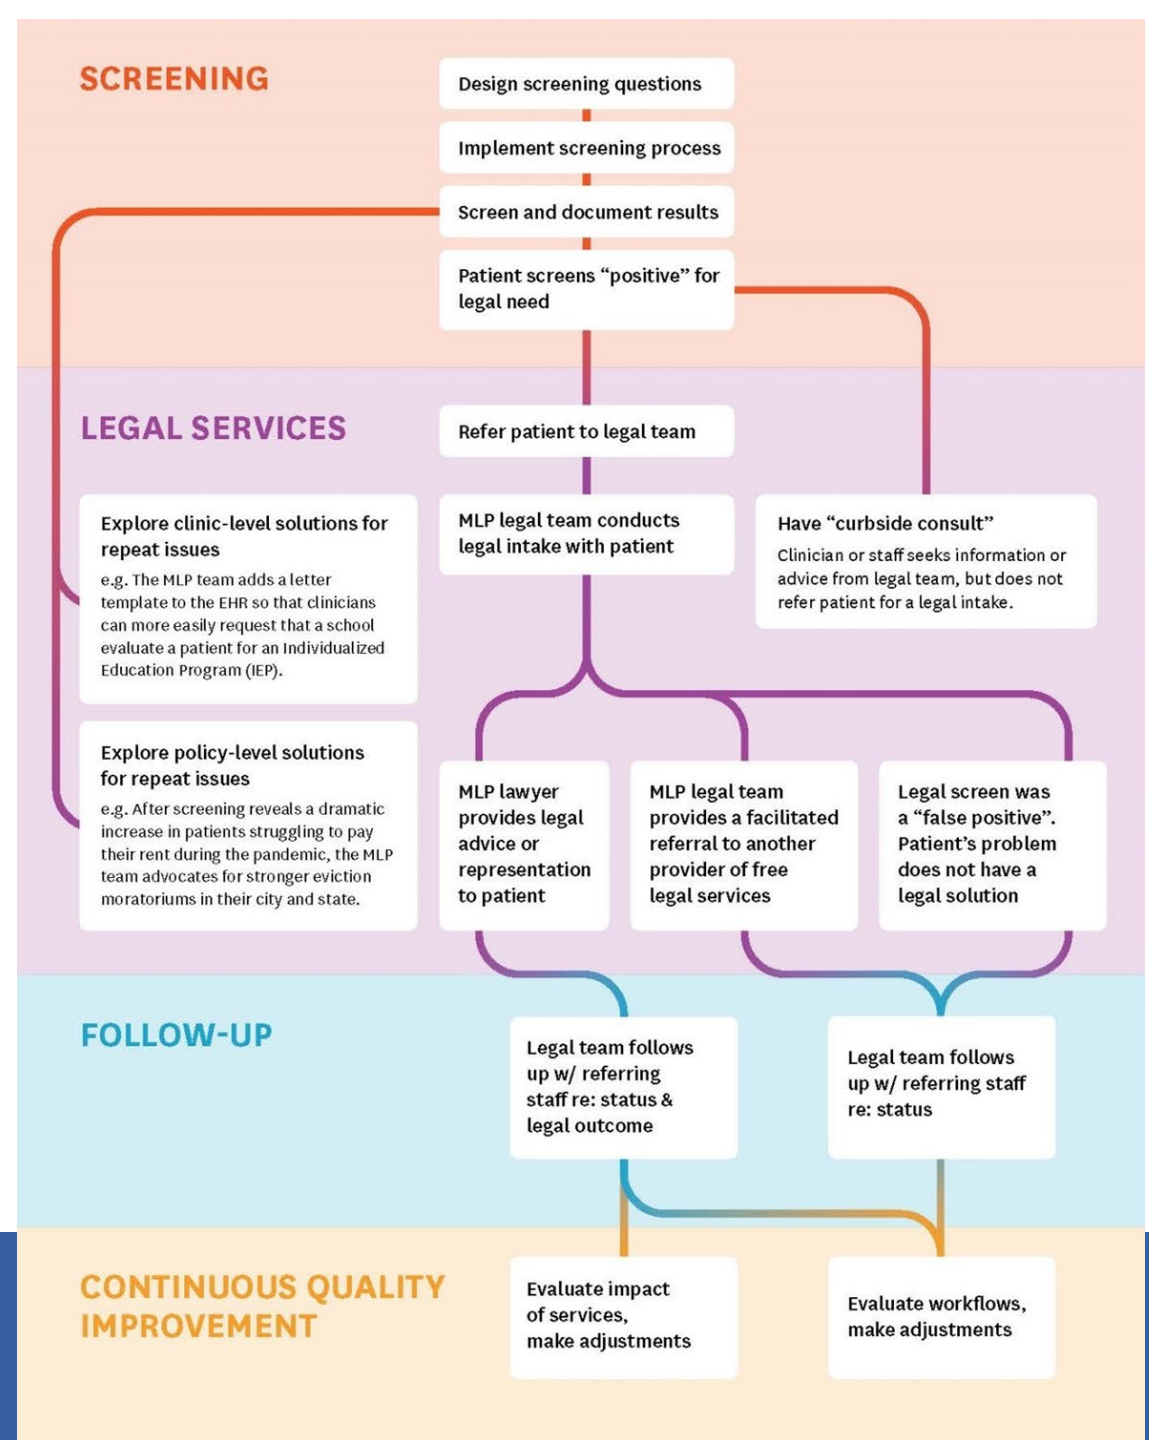 SCREENING
Design screening questions
Implement screening process
Screen and document results
Patient screens “positive” for
legal need
LEGAL SERVICES
Refer patient to legal team
Explore clinic-level solutions for
repeat issues
e.g. The MLP team adds a letter
template to the EHR so that clinicians
can more easily request that a school
evaluate a patient for an Individualized
Education Program (IEP).
MLP legal team conducts
legal intake with patient
Have “curbside consult”
Clinician or staff seeks information or
advice from legal team, but does not
refer patient for a legal intake.
Explore policy-level solutions
for repeat issues
e.g. After screening reveals a dramatic
increase in patients struggling to pay
their rent during the pandemic, the MLP
team advocates for stronger eviction
moratoriums in their city and state.
MLP lawyer
provides legal
advice or
representation
to patient
MLP legal team
provides a facilitated
referral to another
provider of free
legal services
Legal screen was
a “false positive”.
Patient’s problem
does not have a
legal solution
FOLLOW-UP
Legal team follows
up w/ referring
staff re: status &
legal outcome
Legal team follows
up w/ referring staff
re: status
CONTINUOUS QUALITY
IMPROVEMENT
Evaluate impact
of services,
make adjustments
Evaluate workflows,
make adjustments